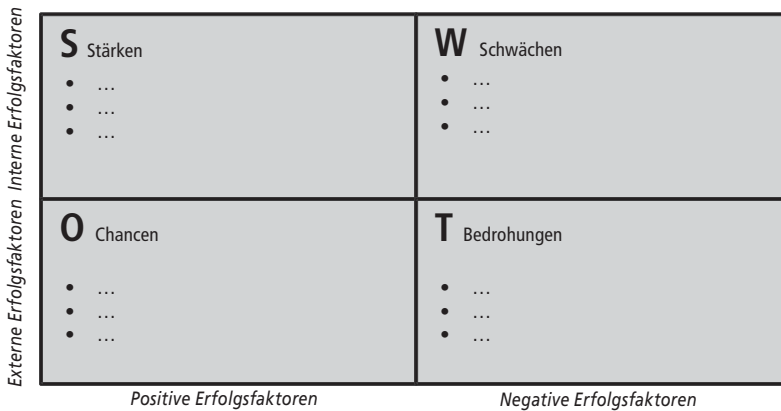 Interne Erfolgsfaktoren
S Stärken
• …
• …
• …
W Schwächen
• …
• …
• …
Externe Erfolgsfaktoren
O Chancen
• …
• …
• …
T Bedrohungen
• …
• …
• …
Positive Erfolgsfaktoren
Negative Erfolgsfaktoren